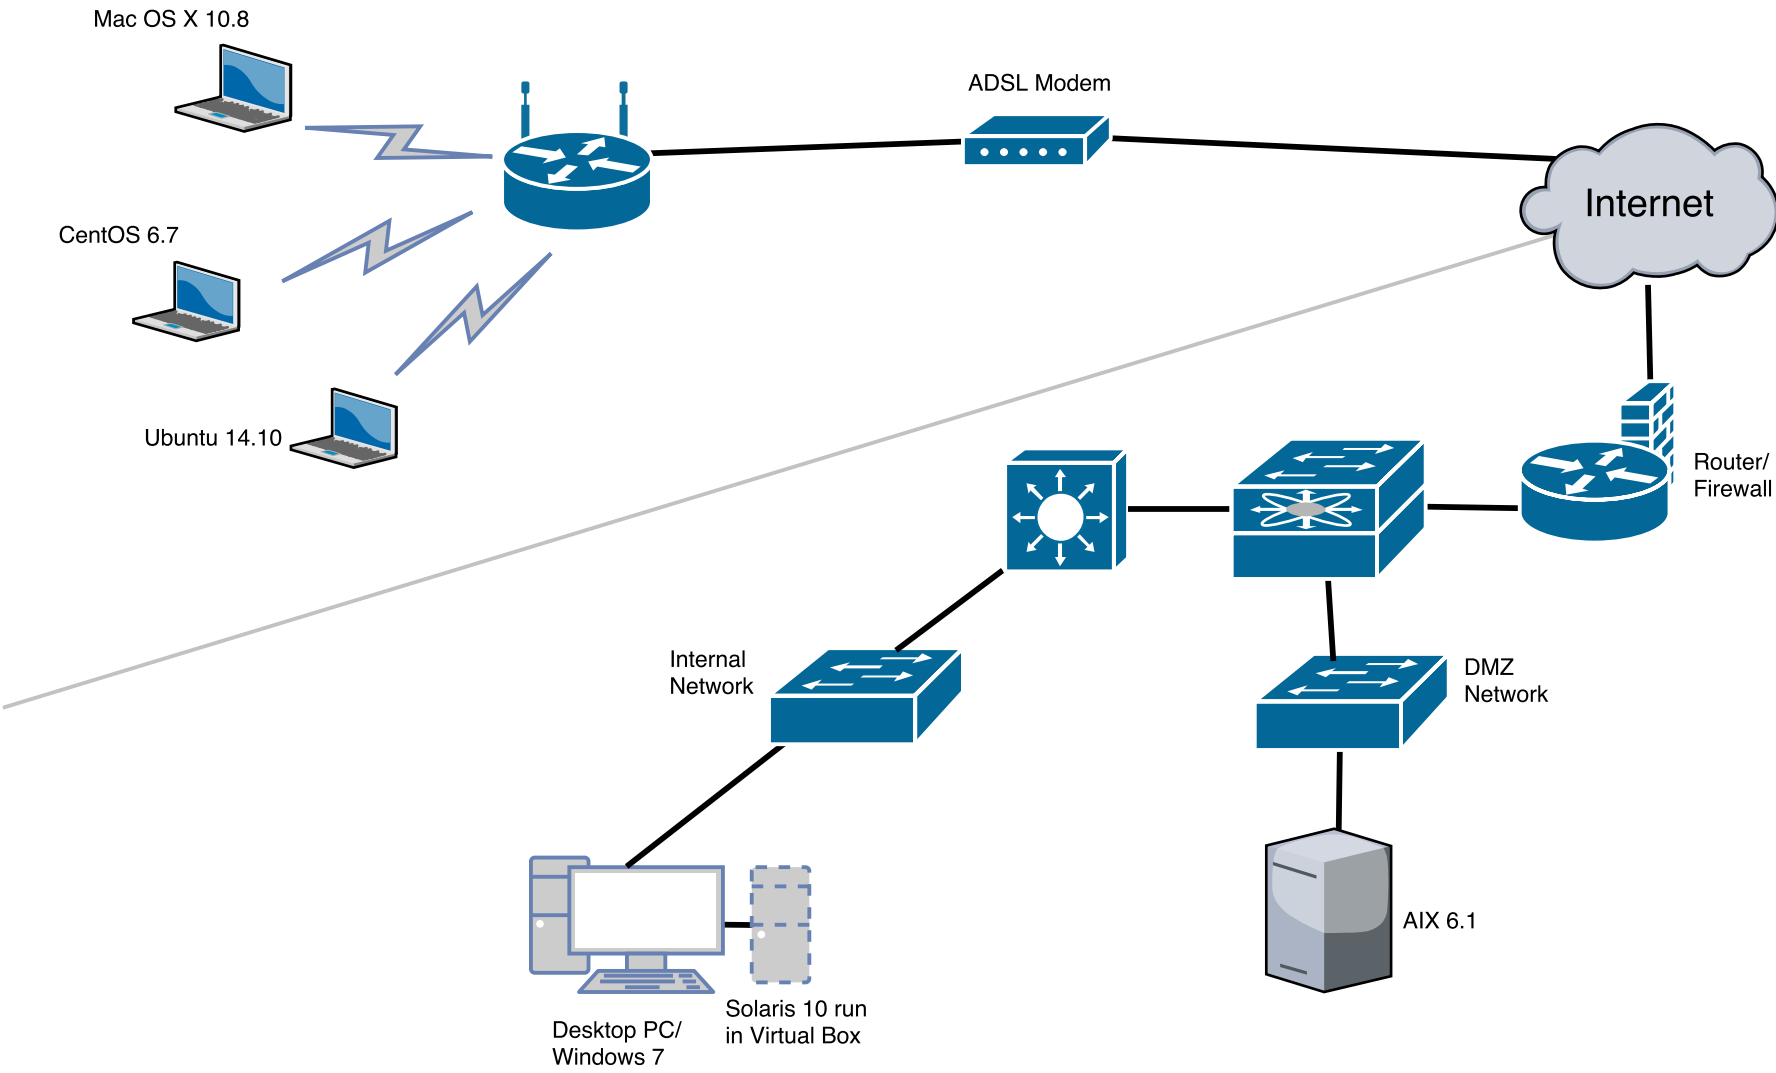 Mac OS X 10.8
ADSL Modem
Internet
CentOS 6.7
Ubuntu 14.10
Router/
Firewall
Internal
Network
DMZ
Network
AIX 6.1
Solaris 10 run
in Virtual Box
Desktop PC/
Windows 7